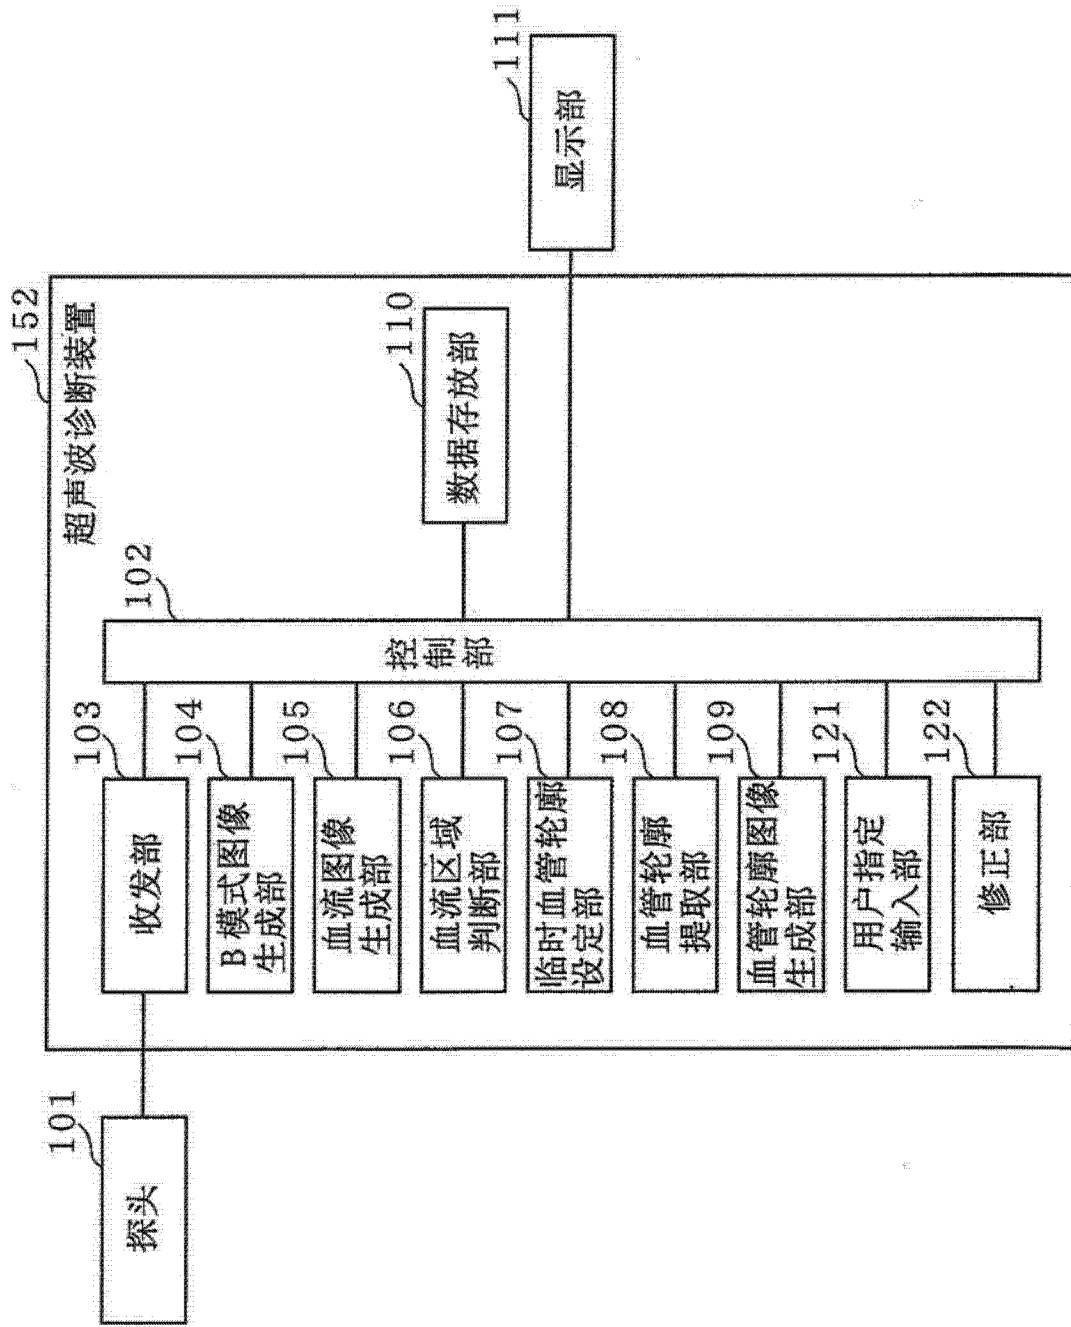 152
超声波诊断装置
101
探头
103
收发部
104
B模式图像
生成部
105
血流图像
生成部
106
血流区域
判断部
107
临时血管轮廓
设定部
108
血管轮廓
提取部
109
血管轮廓图像
生成部
121
用户指定
输入部
122
修正部
102
控制部
110
数据存放部
111
显示部